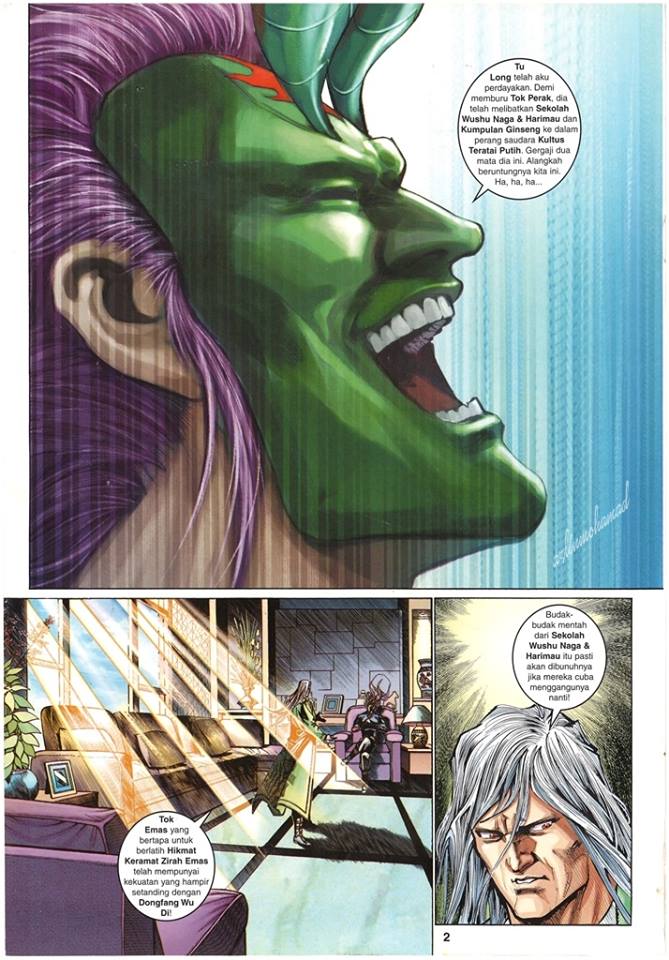 Tu
Long telah aku
perdayakan. Demi
memburu Tok Perak, dia
telah melibatkan Sekolah
Wushu Naga & Harimau dan
Kumpulan Ginseng ke dalam
perang saudara Kultus
Teratai Putih. Gergaji dua
mata dia ini. Alangkah
beruntungnya kita ini.
Ha, ha, ha...
Tok
Emas yang
bertapa untuk
berlatih Hikmat
Keramat Zirah Emas
telah mempunyai
kekuatan yang hampir
setanding dengan
Dongfang Wu
Di!
Budak-
budak mentah
dari Sekolah
Wushu Naga &
Harimau itu pasti
akan dibunuhnya
jika mereka cuba
menggangunya
nanti!
2